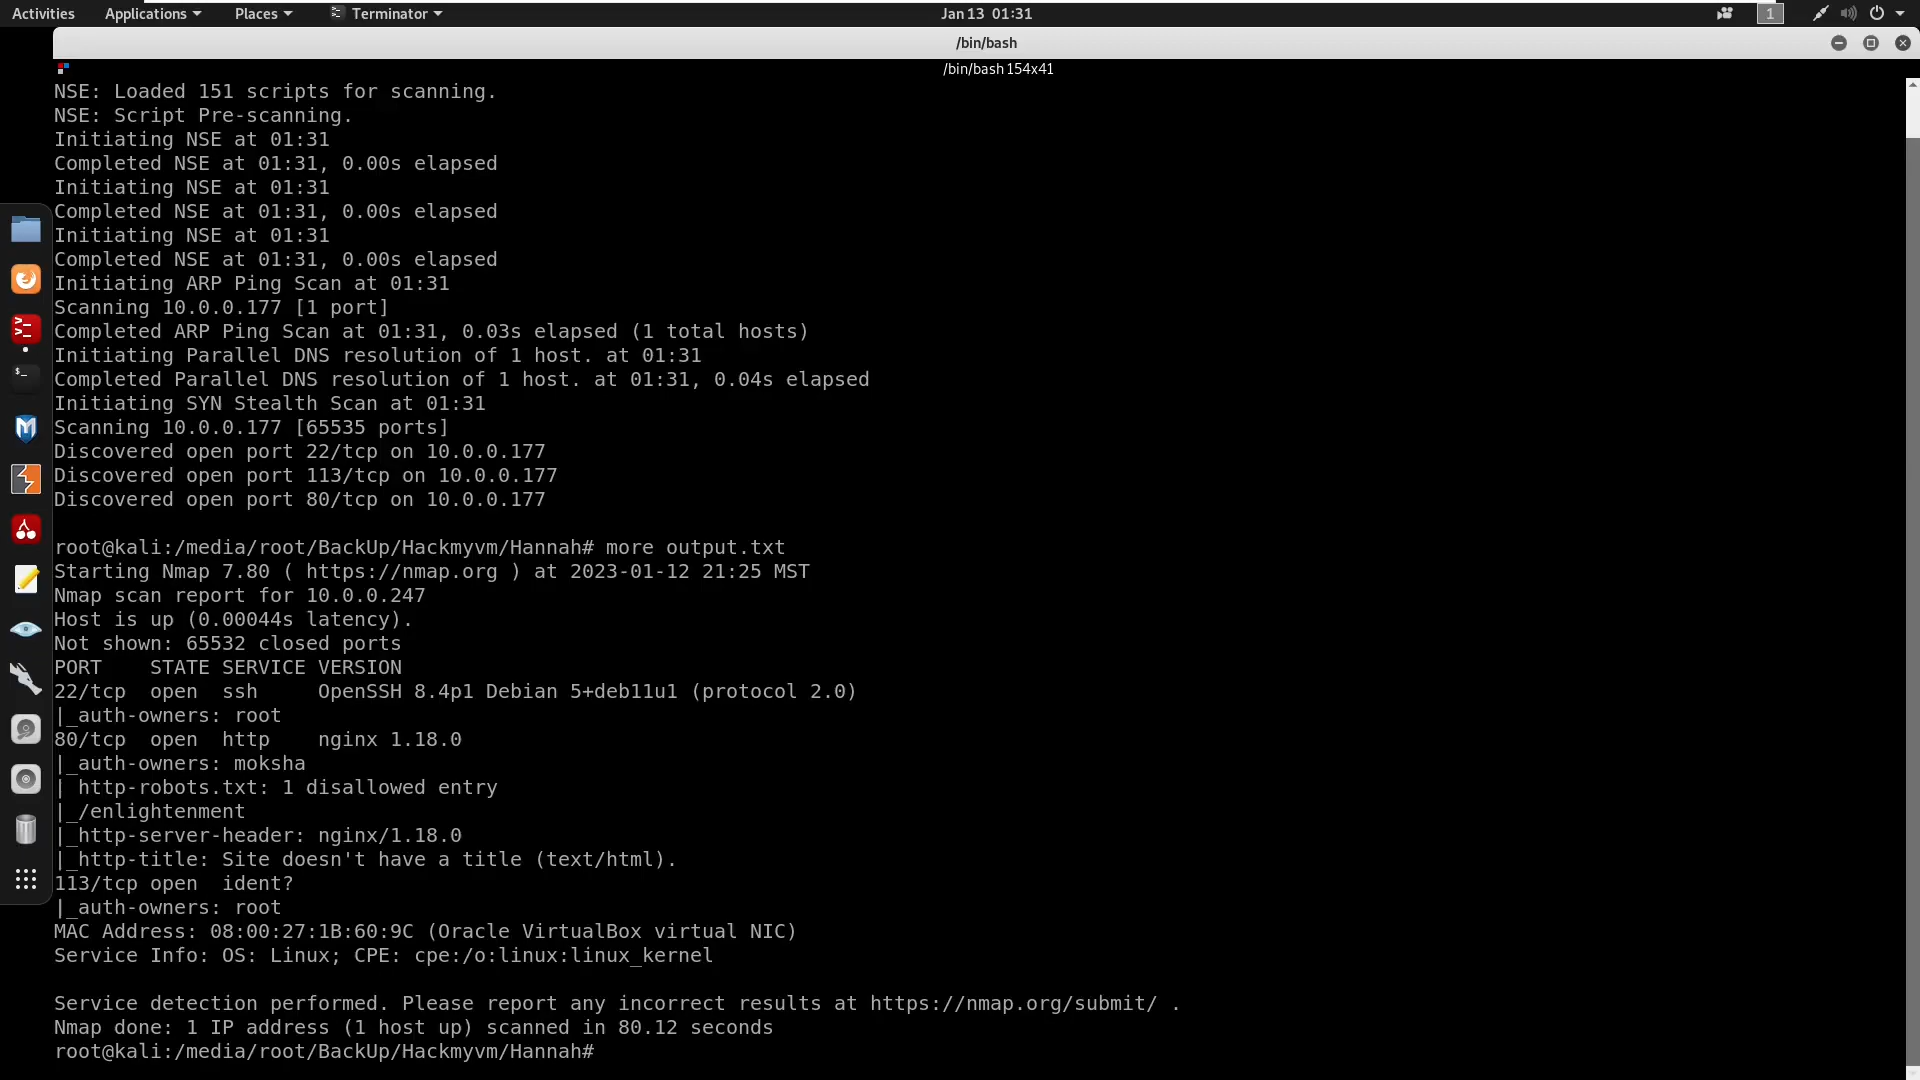 Activities Applications Places Terminator Jan 13 01:31 1
/bin/bash
/bin/bash 154x41
NSE: Loaded 151 scripts for scanning.
NSE: Script Pre-scanning.
Initiating NSE at 01:31
Completed NSE at 01:31, 0.00s elapsed
Initiating NSE at 01:31
Completed NSE at 01:31, 0.00s elapsed
Initiating NSE at 01:31
Completed NSE at 01:31, 0.00s elapsed
Initiating ARP Ping Scan at 01:31
Scanning 10.0.0.177 [1 port]
Completed ARP Ping Scan at 01:31, 0.03s elapsed (1 total hosts)
Initiating Parallel DNS resolution of 1 host. at 01:31
Completed Parallel DNS resolution of 1 host. at 01:31, 0.04s elapsed
Initiating SYN Stealth Scan at 01:31
Scanning 10.0.0.177 [65535 ports]
Discovered open port 22/tcp on 10.0.0.177
Discovered open port 113/tcp on 10.0.0.177
Discovered open port 80/tcp on 10.0.0.177
root@kali:/media/root/BackUp/Hackmyvm/Hannah# more output.txt
Starting Nmap 7.80 ( https://nmap.org ) at 2023-01-12 21:25 MST
Nmap scan report for 10.0.0.247
Host is up (0.00044s latency).
Not shown: 65532 closed ports
PORT    STATE SERVICE VERSION
22/tcp  open  ssh     OpenSSH 8.4p1 Debian 5+deb11u1 (protocol 2.0)
|_auth-owners: root
80/tcp  open  http    nginx 1.18.0
|_auth-owners: moksha
| http-robots.txt: 1 disallowed entry
|_/enlightenment
|_http-server-header: nginx/1.18.0
|_http-title: Site doesn't have a title (text/html).
113/tcp open  ident?
|_auth-owners: root
MAC Address: 08:00:27:1B:60:9C (Oracle VirtualBox virtual NIC)
Service Info: OS: Linux; CPE: cpe:/o:linux:linux_kernel
Service detection performed. Please report any incorrect results at https://nmap.org/submit/ .
Nmap done: 1 IP address (1 host up) scanned in 80.12 seconds
root@kali:/media/root/BackUp/Hackmyvm/Hannah#